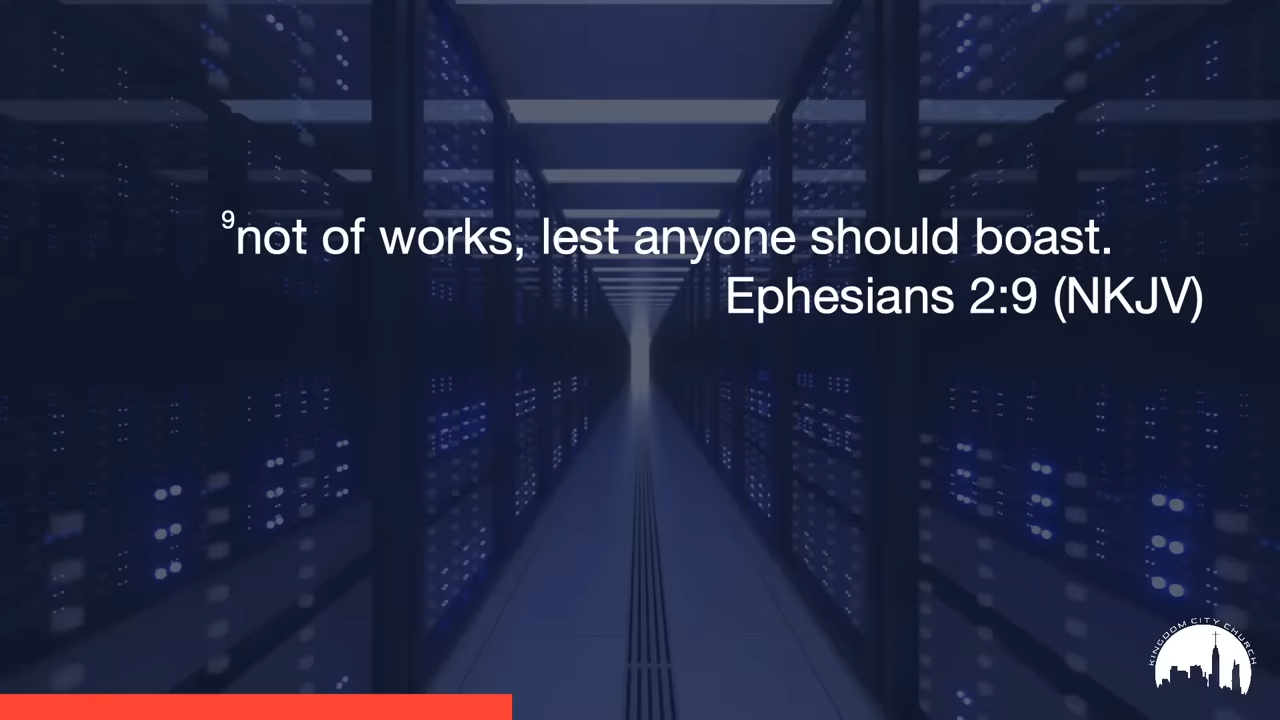 ⁹not of works, lest anyone should boast.
Ephesians 2:9 (NKJV)
KINGDOM CITY CHURCH